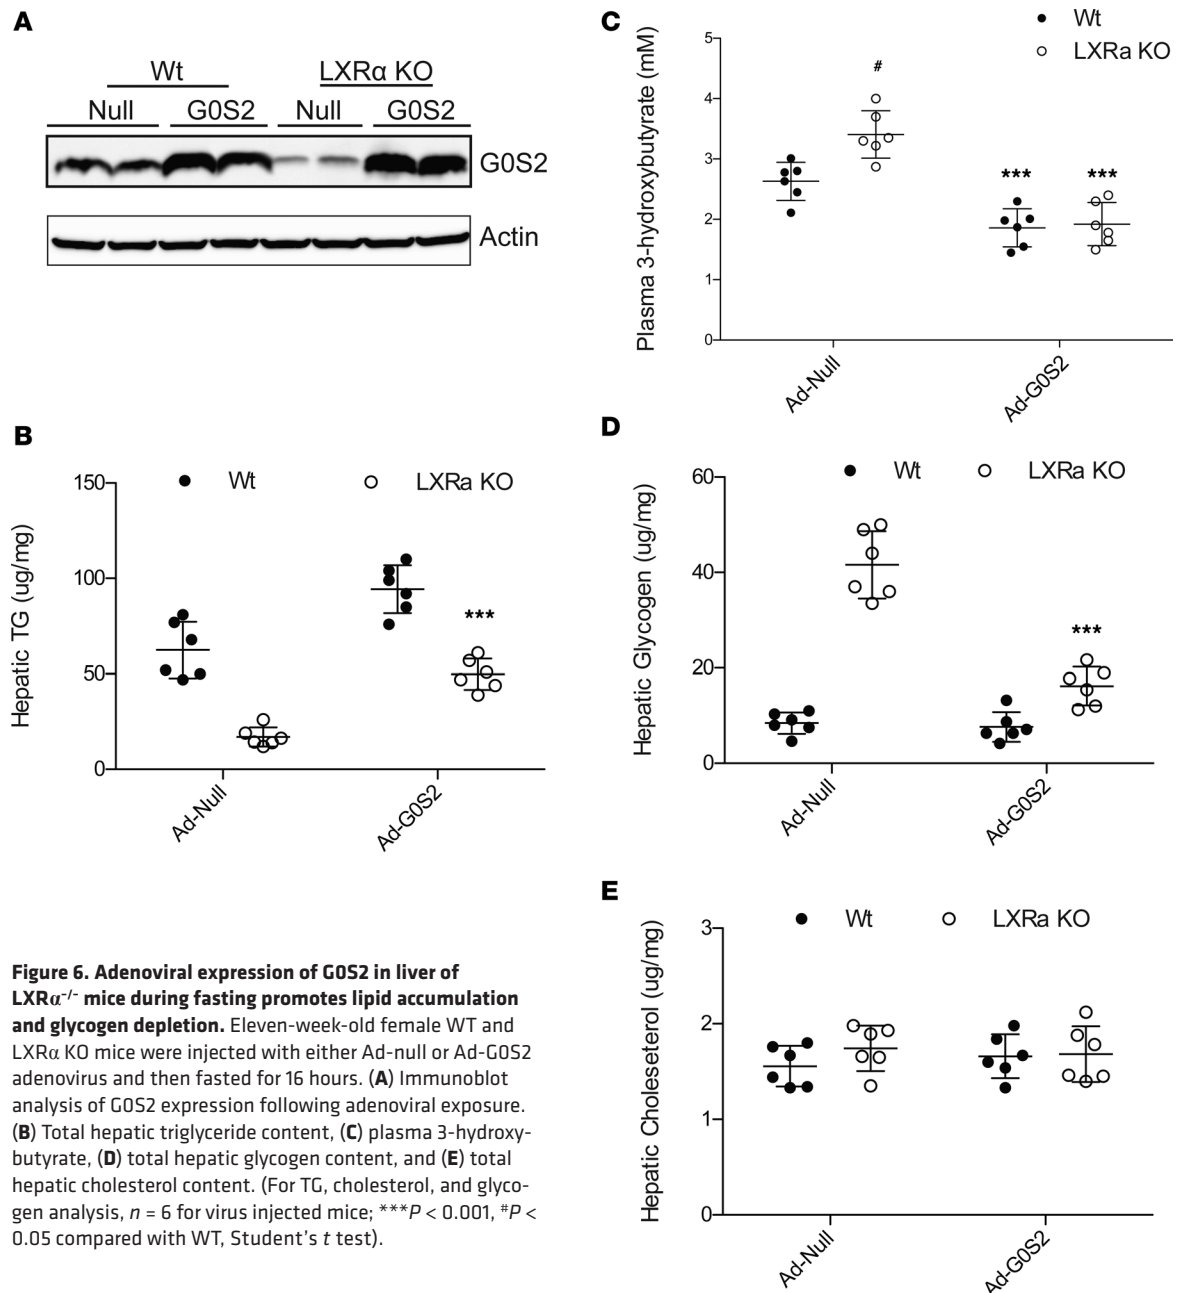 A
Wt LXRα KO
Null G0S2 Null G0S2
G0S2
Actin
B
Wt LXRa KO
Hepatic TG (ug/mg)
150
100
50
0
***
Ad-Null
Ad-G0S2
C
Wt
LXRa KO
Plasma 3-hydroxybutyrate (mM)
5
4
3
2
1
0
#
*** ***
Ad-Null
Ad-G0S2
D
Wt LXRa KO
Hepatic Glycogen (ug/mg)
60
40
20
0
***
Ad-Null
Ad-G0S2
E
Wt LXRa KO
Hepatic Choleseterol (ug/mg)
3
2
1
0
Ad-Null
Ad-G0S2
Figure 6. Adenoviral expression of G0S2 in liver of
LXRα-/- mice during fasting promotes lipid accumulation
and glycogen depletion. Eleven-week-old female WT and
LXRα KO mice were injected with either Ad-null or Ad-G0S2
adenovirus and then fasted for 16 hours. (A) Immunoblot
analysis of G0S2 expression following adenoviral exposure.
(B) Total hepatic triglyceride content, (C) plasma 3-hydroxy-
butyrate, (D) total hepatic glycogen content, and (E) total
hepatic cholesterol content. (For TG, cholesterol, and glyco-
gen analysis, n = 6 for virus injected mice; ***P < 0.001, #P <
0.05 compared with WT, Student's t test).